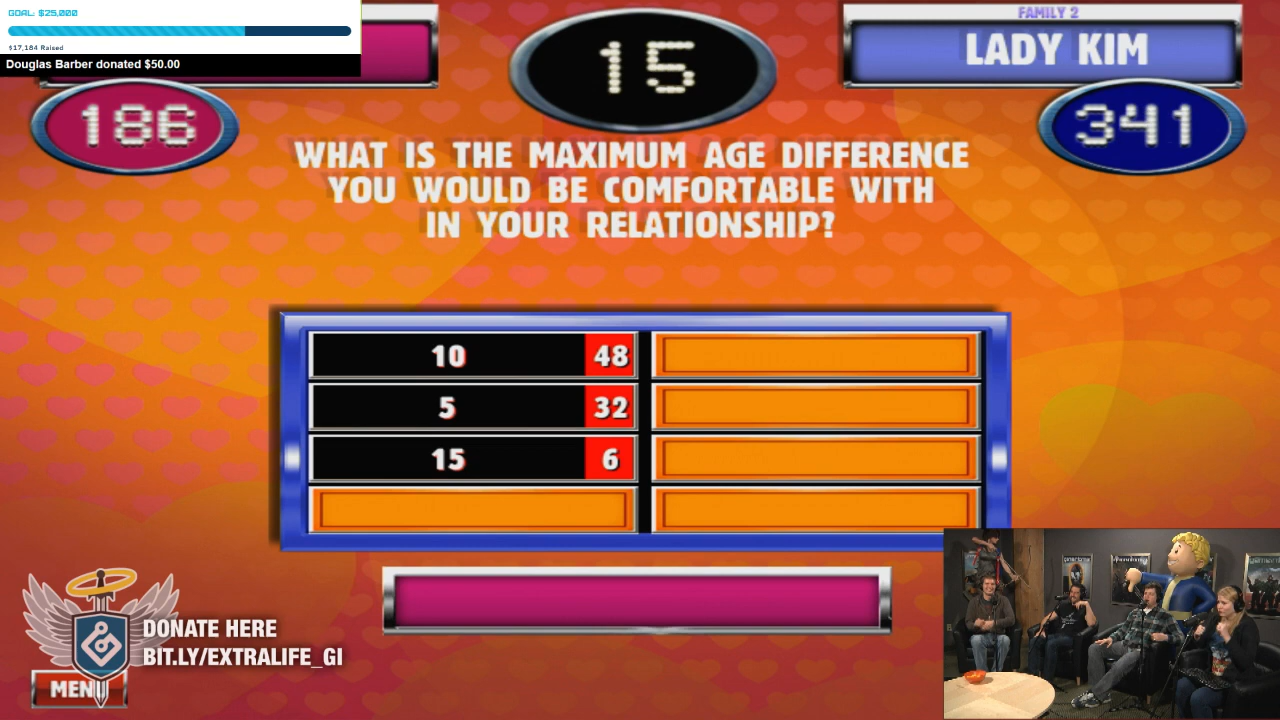 GOAL: $25,000
$17,184 Raised
Douglas Barber donated $50.00
15
FAMILY 2
LADY KIM
186
341
WHAT IS THE MAXIMUM AGE DIFFERENCE
YOU WOULD BE COMFORTABLE WITH
IN YOUR RELATIONSHIP?
10 48
5 32
15 6
DONATE HERE
BIT.LY/EXTRALIFE_GI
MENU